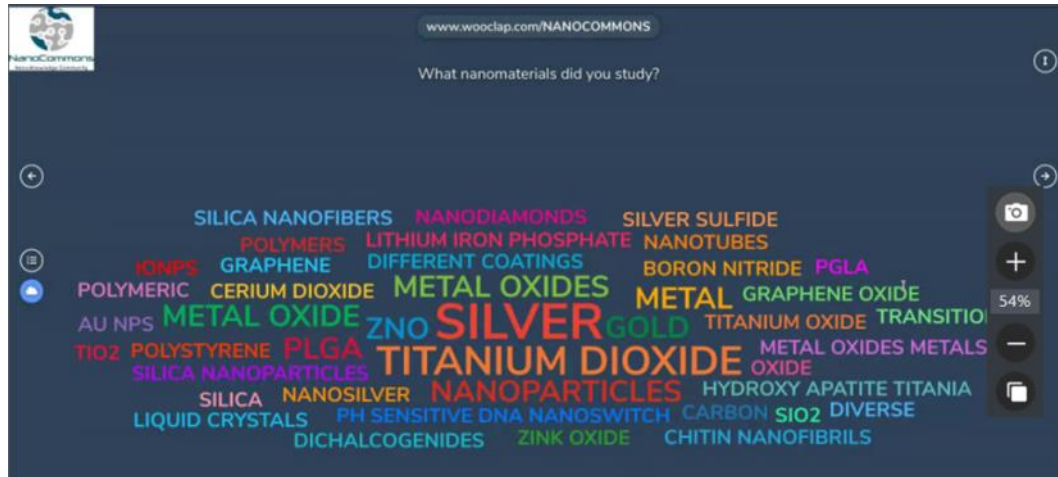 NanoCommons
www.wooclap.com/NANOCOMMONS
What nanomaterials did you study?
SILICA NANOFIBERS NANODIAMONDS SILVER SULFIDE
POLYMERS LITHIUM IRON PHOSPHATE NANOTUBES
IONPS GRAPHENE DIFFERENT COATINGS BORON NITRIDE PGLA
POLYMERIC CERIUM DIOXIDE METAL OXIDES METAL GRAPHENE OXIDE
AU NPS METAL OXIDE ZNO SILVER GOLD TITANIUM OXIDE TRANSITIO
54%
TIO2 POLYSTYRENE PLGA TITANIUM DIOXIDE METAL OXIDES METALS
SILICA NANOPARTICLES OXIDE
SILICA NANOSILVER NANOPARTICLES HYDROXY APATITE TITANIA
LIQUID CRYSTALS PH SENSITIVE DNA NANOSWITCH CARBON SIO2 DIVERSE
DICHALCOGENIDES ZINK OXIDE CHITIN NANOFIBRILS